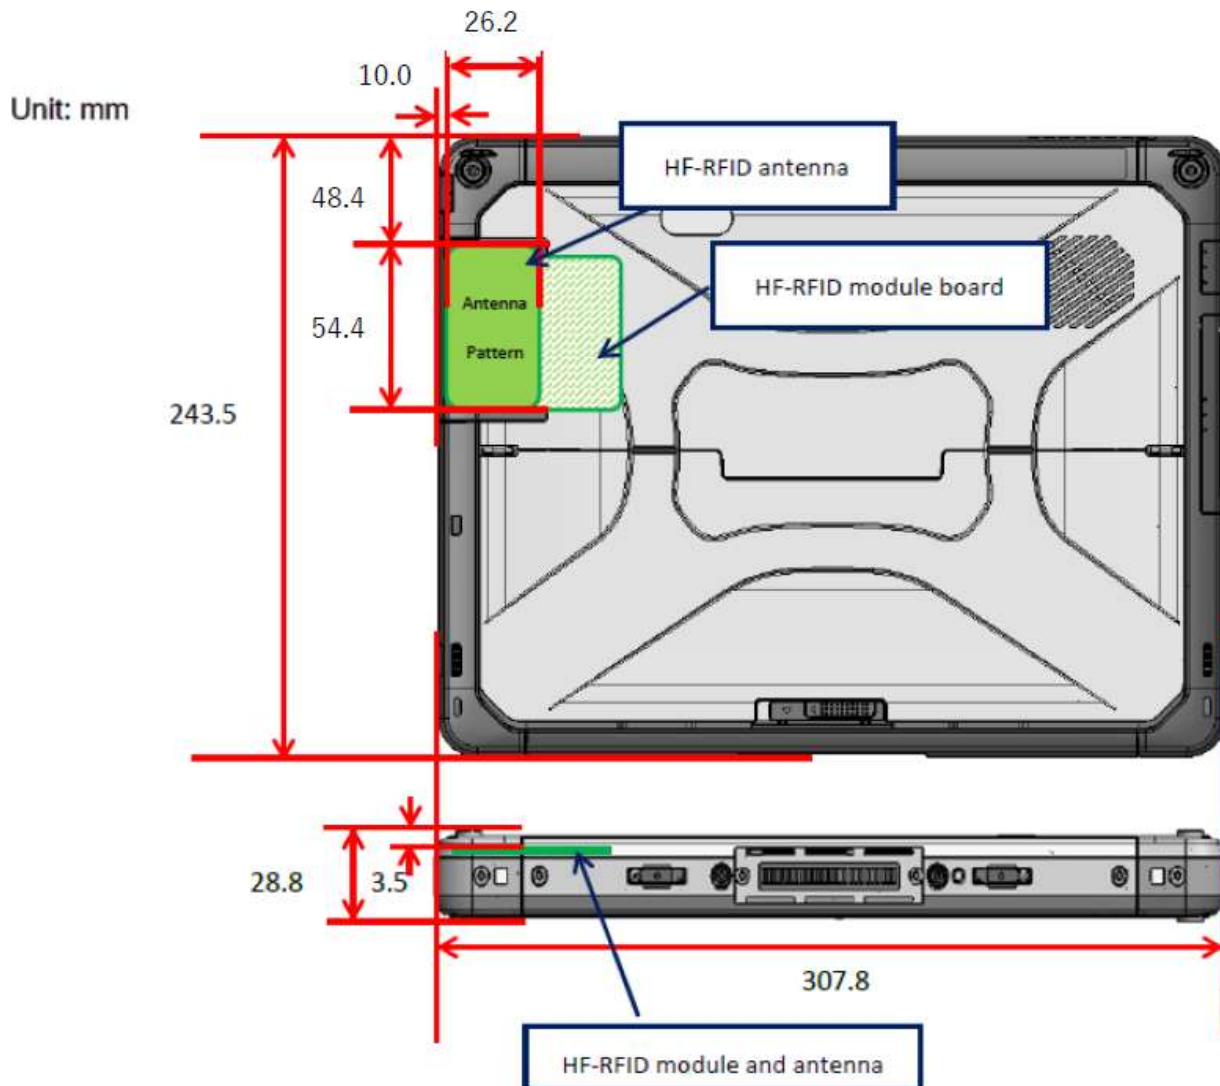 26.2
10.0
Unit: mm
HF-RFID antenna
48.4
HF-RFID module board
Antenna
54.4
Pattern
243.5
28.8
3.5
307.8
HF-RFID module and antenna